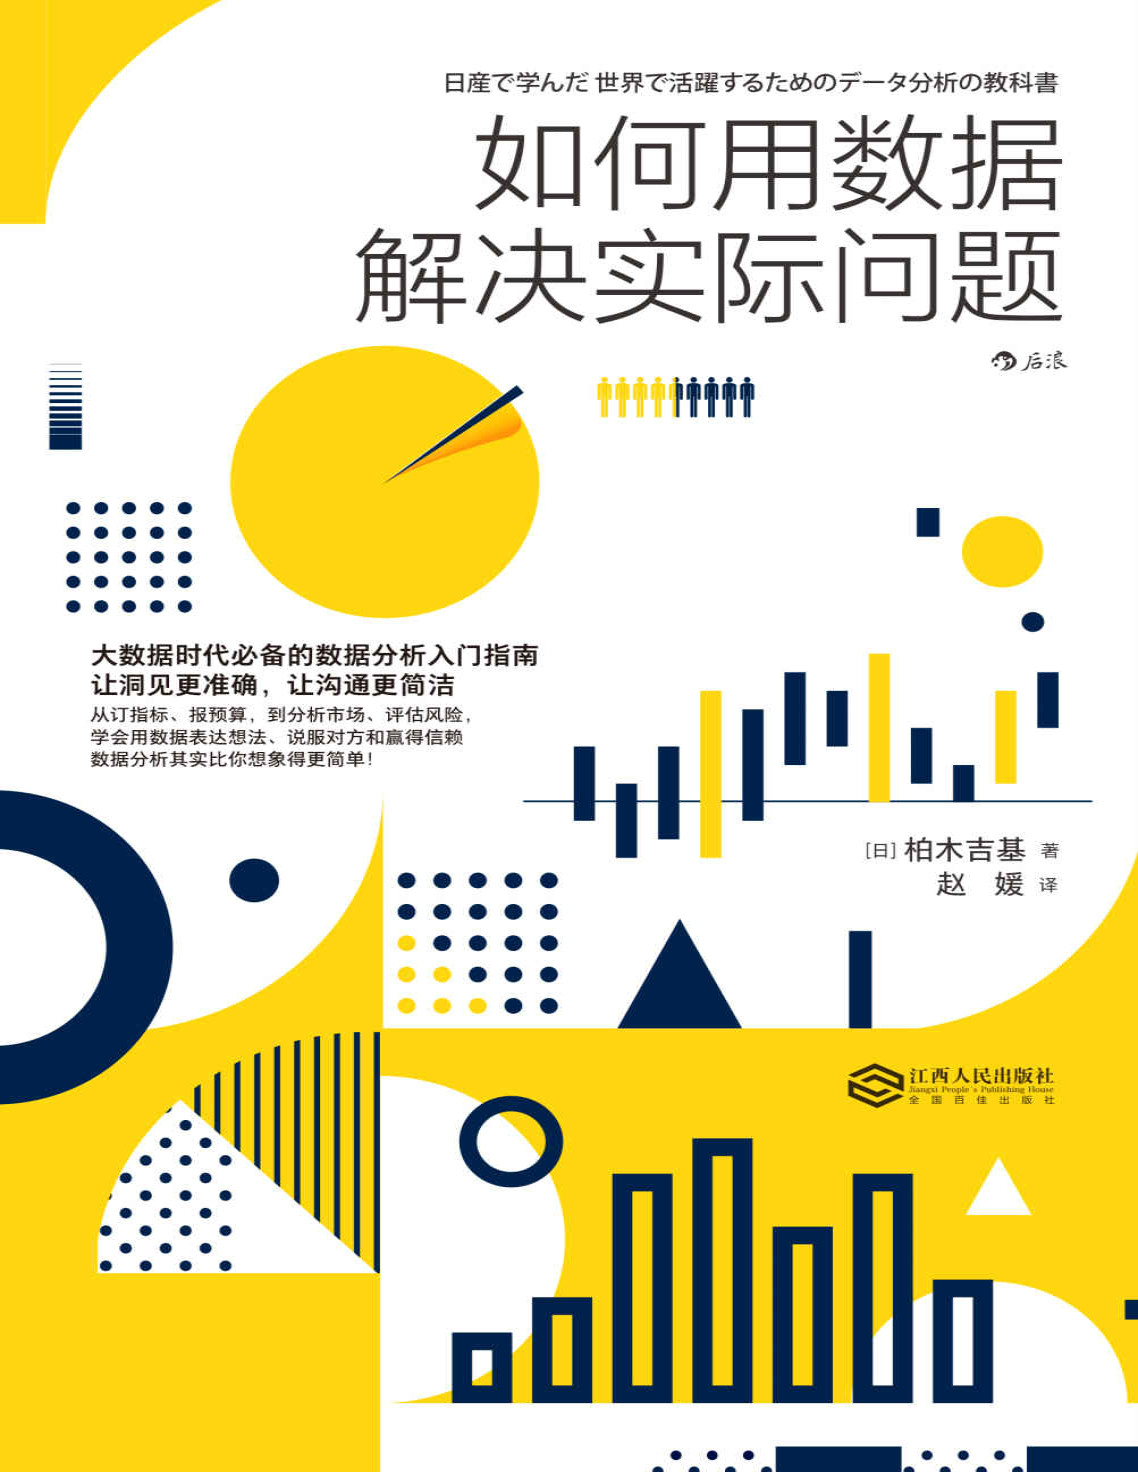 日産で学んだ 世界で活躍するためのデータ分析の教科書
如何用数据
解决实际问题
后浪
大数据时代必备的数据分析入门指南
让洞见更准确，让沟通更简洁
从订指标、报预算，到分析市场、评估风险，
学会用数据表达想法、说服对方和赢得信赖
数据分析其实比你想象得更简单！
[日] 柏木吉基 著
赵 媛 译
江西人民出版社
Jiangxi People's Publishing House
全国百佳出版社